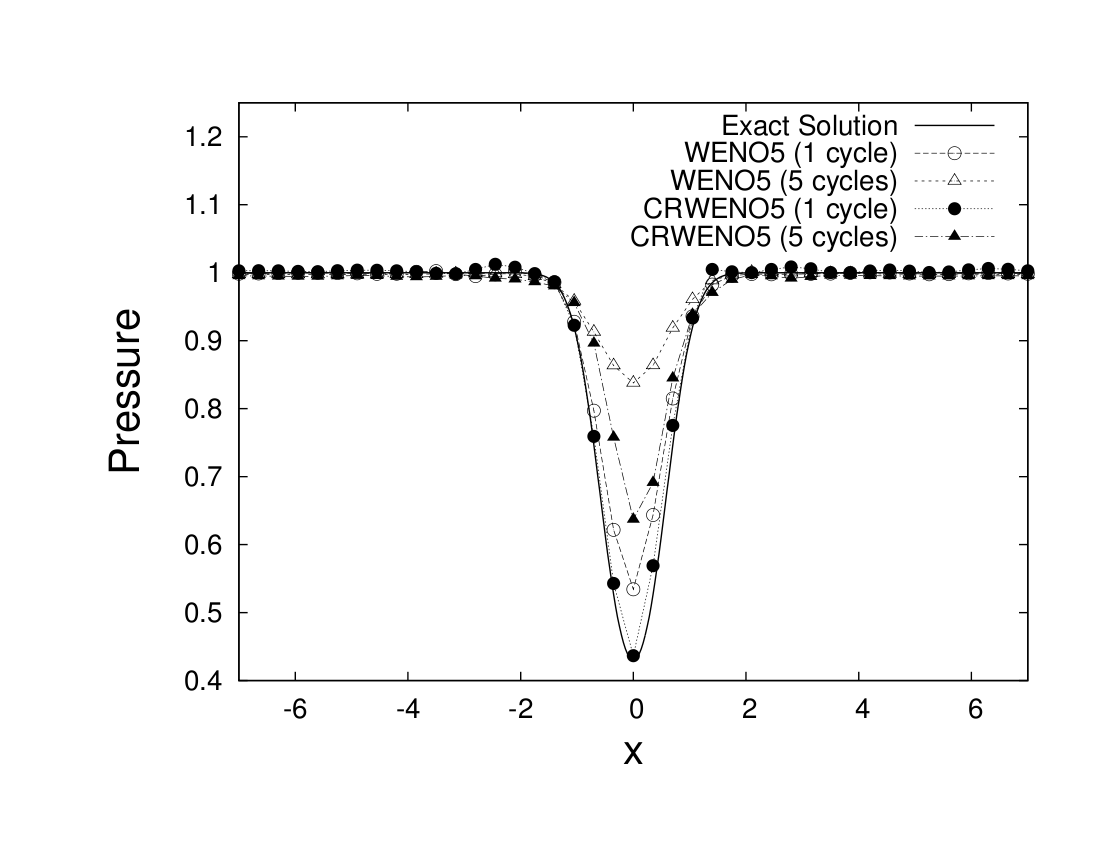 Exact Solution
WENO5 (1 cycle)
WENO5 (5 cycles)
CRWENO5 (1 cycle)
CRWENO5 (5 cycles)
1.2
1.1
1
0.9
0.8
0.7
0.6
0.5
0.4
Pressure
-6 -4 -2 0 2 4 6
x